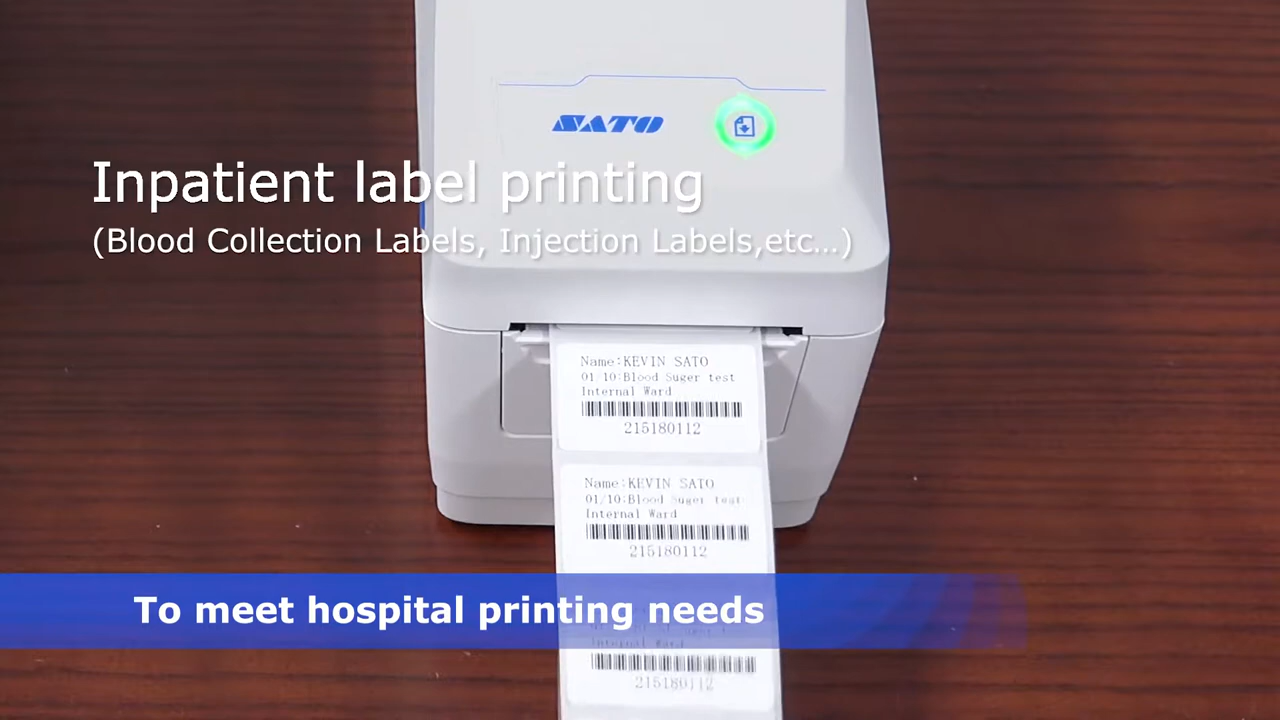 SATO
Inpatient label printing
(Blood Collection Labels, Injection Labels,etc...)
Name:KEVIN SATO
01/10:Blood Suger test
Internal Ward
215180112
Name:KEVIN SATO
01/10:Blood Suger test
Internal Ward
215180112
To meet hospital printing needs
Internal Ward
215180112